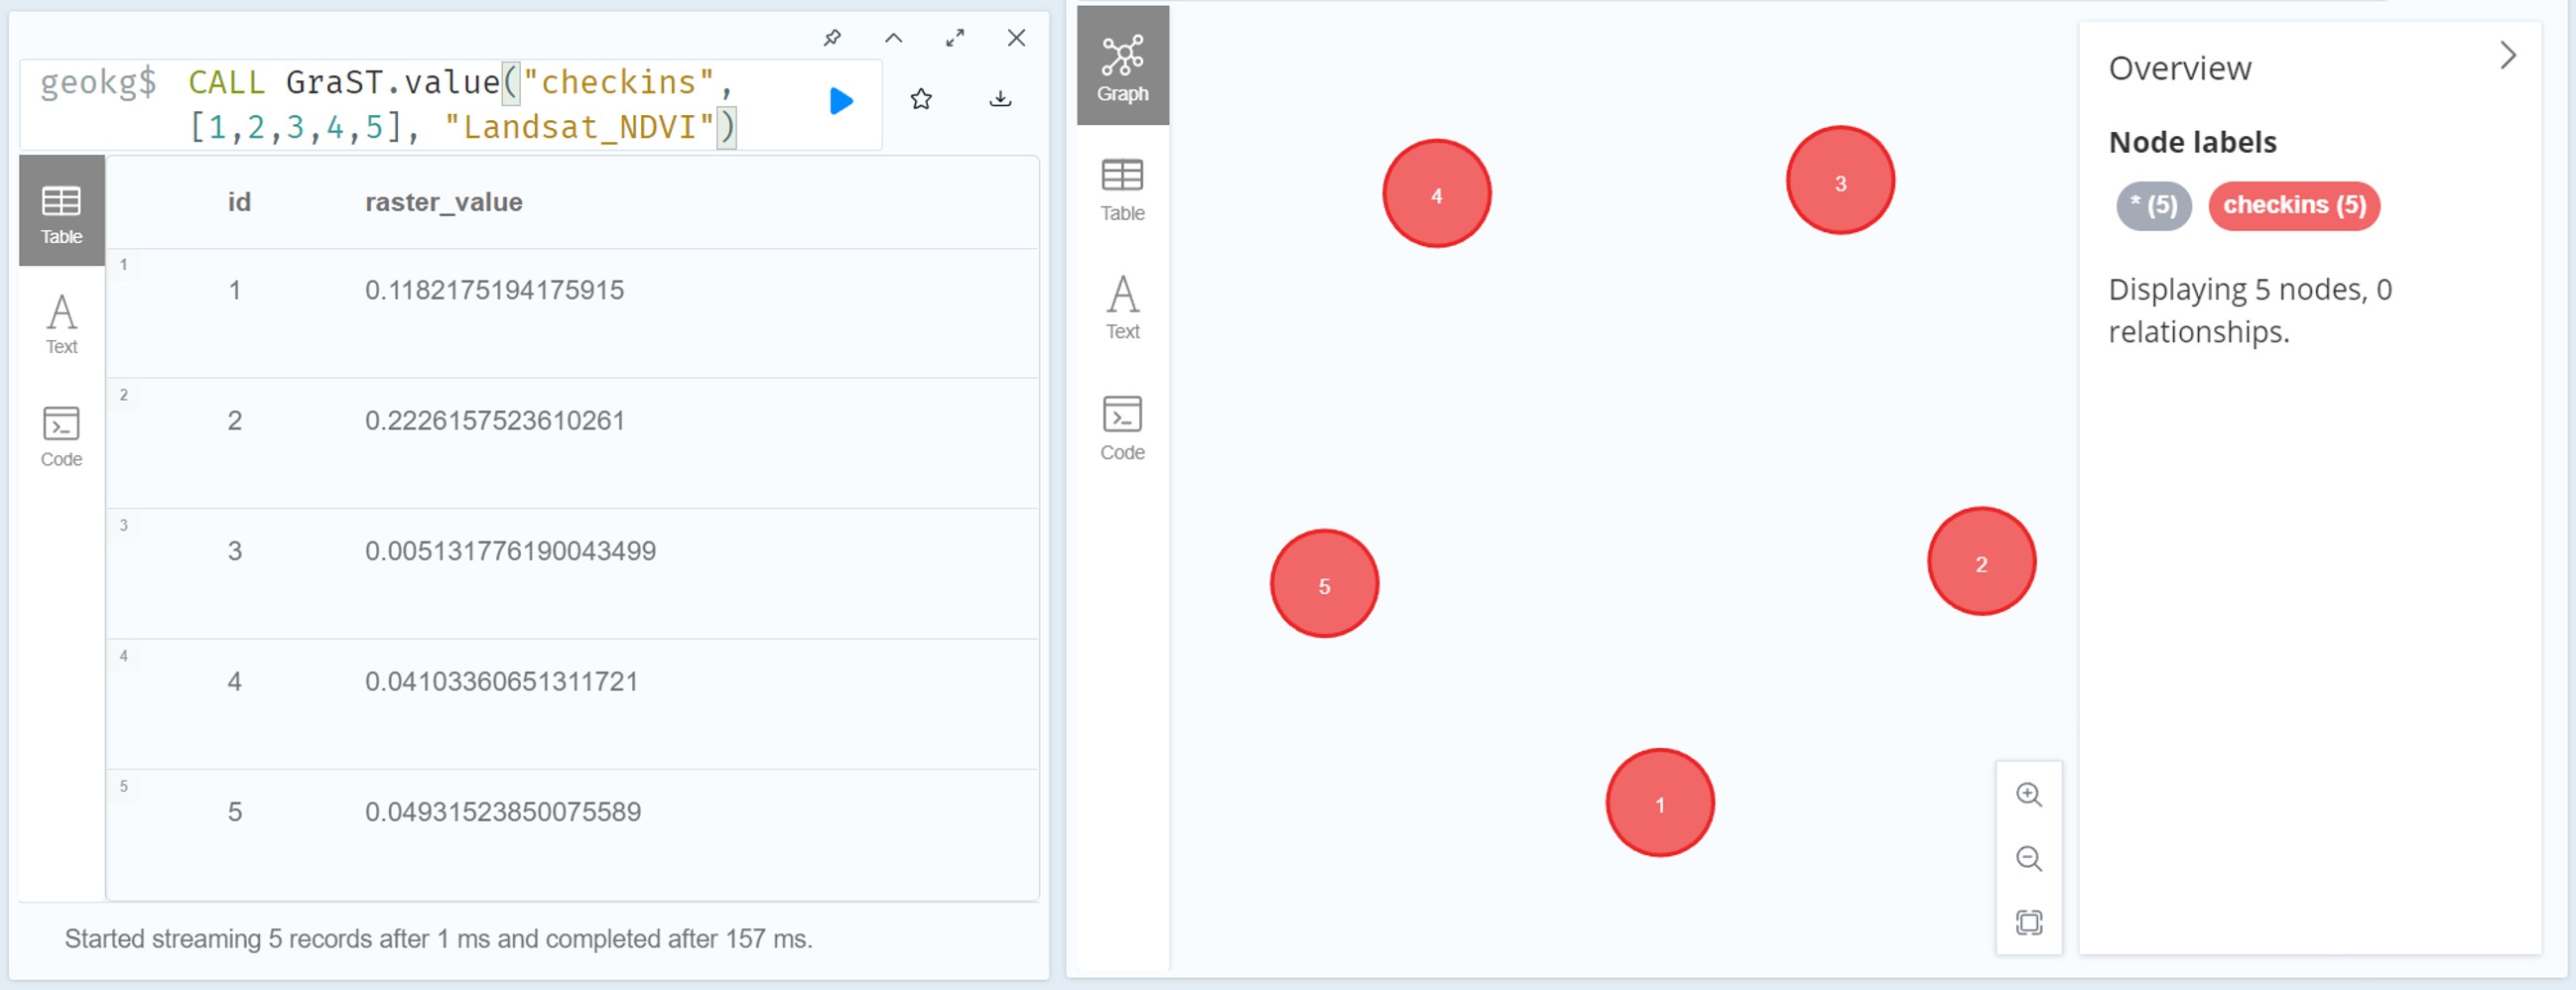 geokg$ CALL GraST.value("checkins",
[1,2,3,4,5], "Landsat_NDVI")
Table
Text
Code
id raster_value
1 1 0.1182175194175915
2 2 0.2226157523610261
3 3 0.005131776190043499
4 4 0.04103360651311721
5 5 0.04931523850075589
Started streaming 5 records after 1 ms and completed after 157 ms.
Graph
Table
Text
Code
4
3
5
2
1
Overview
Node labels
* (5) checkins (5)
Displaying 5 nodes, 0
relationships.